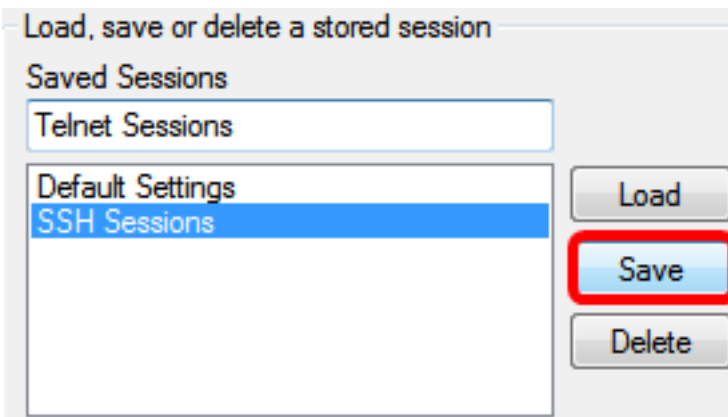 Load, save or delete a stored session
Saved Sessions
Telnet Sessions
Default Settings
SSH Sessions
Load
Save
Delete